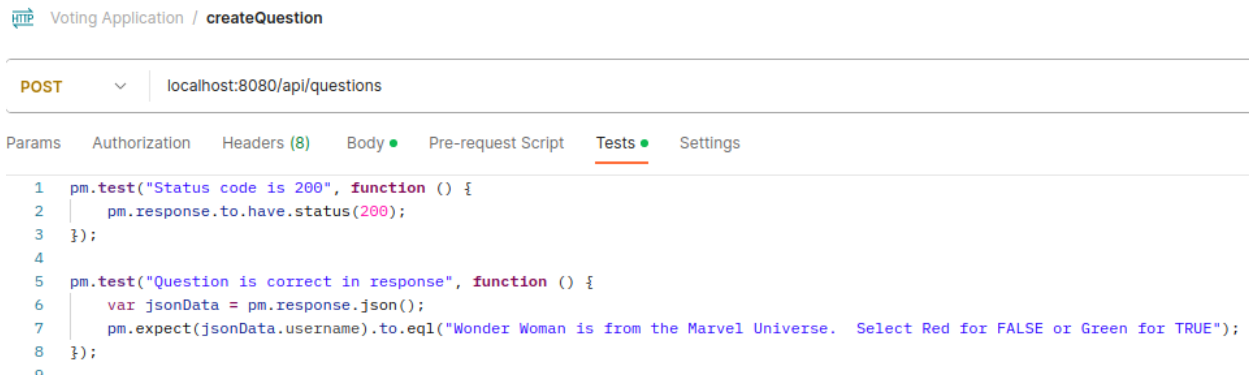 HTTP Voting Application / createQuestion
POST localhost:8080/api/questions
Params Authorization Headers (8) Body Pre-request Script Tests Settings
1 pm.test("Status code is 200", function () {
2 pm.response.to.have.status(200);
3 });
4
5 pm.test("Question is correct in response", function () {
6 var jsonData = pm.response.json();
7 pm.expect(jsonData.username).to.eql("Wonder Woman is from the Marvel Universe.  Select Red for FALSE or Green for TRUE");
8 });
9